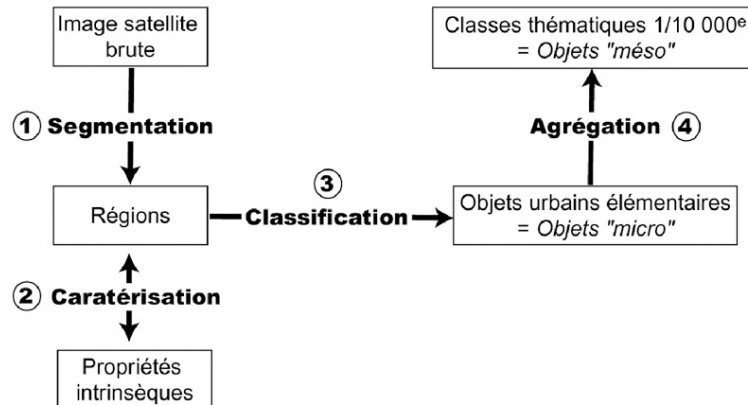 Image satellite
brute
Classes thématiques 1/10 000e
= Objets "méso"
① Segmentation
Agrégation ④
③
Régions
Classification
Objets urbains élémentaires
= Objets "micro"
② Caratérisation
Propriétés
intrinsèques